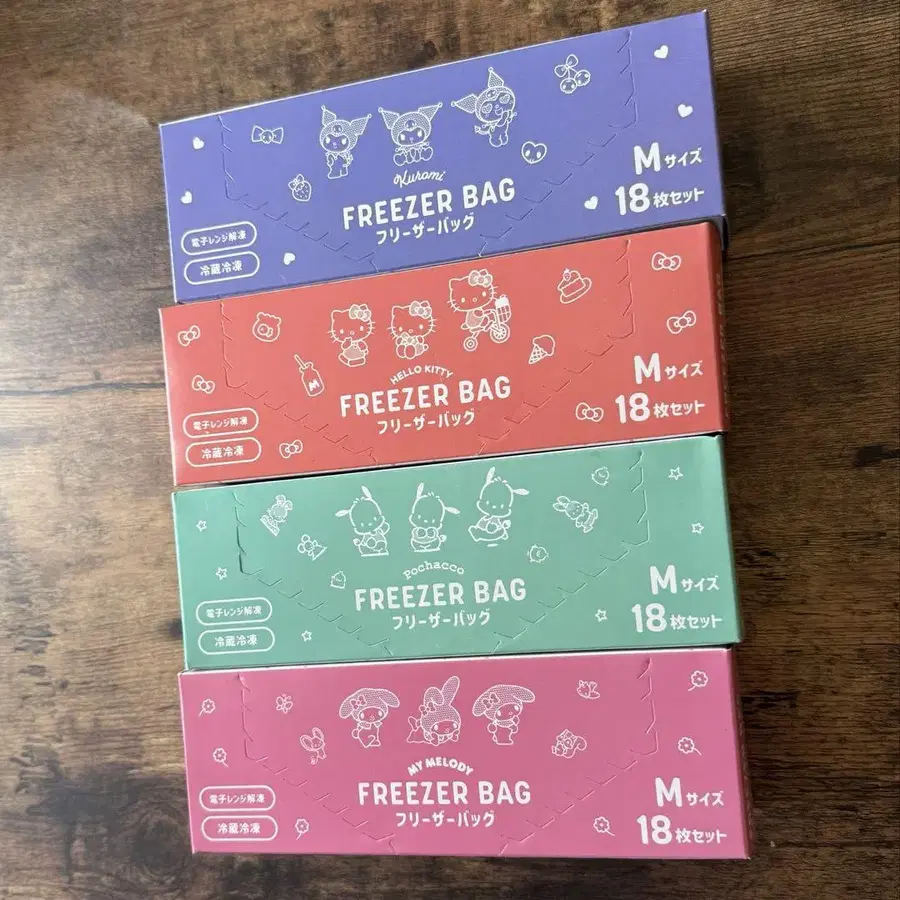 Kuromi
FREEZER BAG
フリーザーバッグ
Mサイズ
18枚セット
電子レンジ解凍
冷蔵冷凍
HELLO KITTY
FREEZER BAG
フリーザーバッグ
Mサイズ
18枚セット
電子レンジ解凍
冷蔵冷凍
M
Pochacco
FREEZER BAG
フリーザーバッグ
Mサイズ
18枚セット
電子レンジ解凍
冷蔵冷凍
MY MELODY
FREEZER BAG
フリーザーバッグ
Mサイズ
18枚セット
電子レンジ解凍
冷蔵冷凍